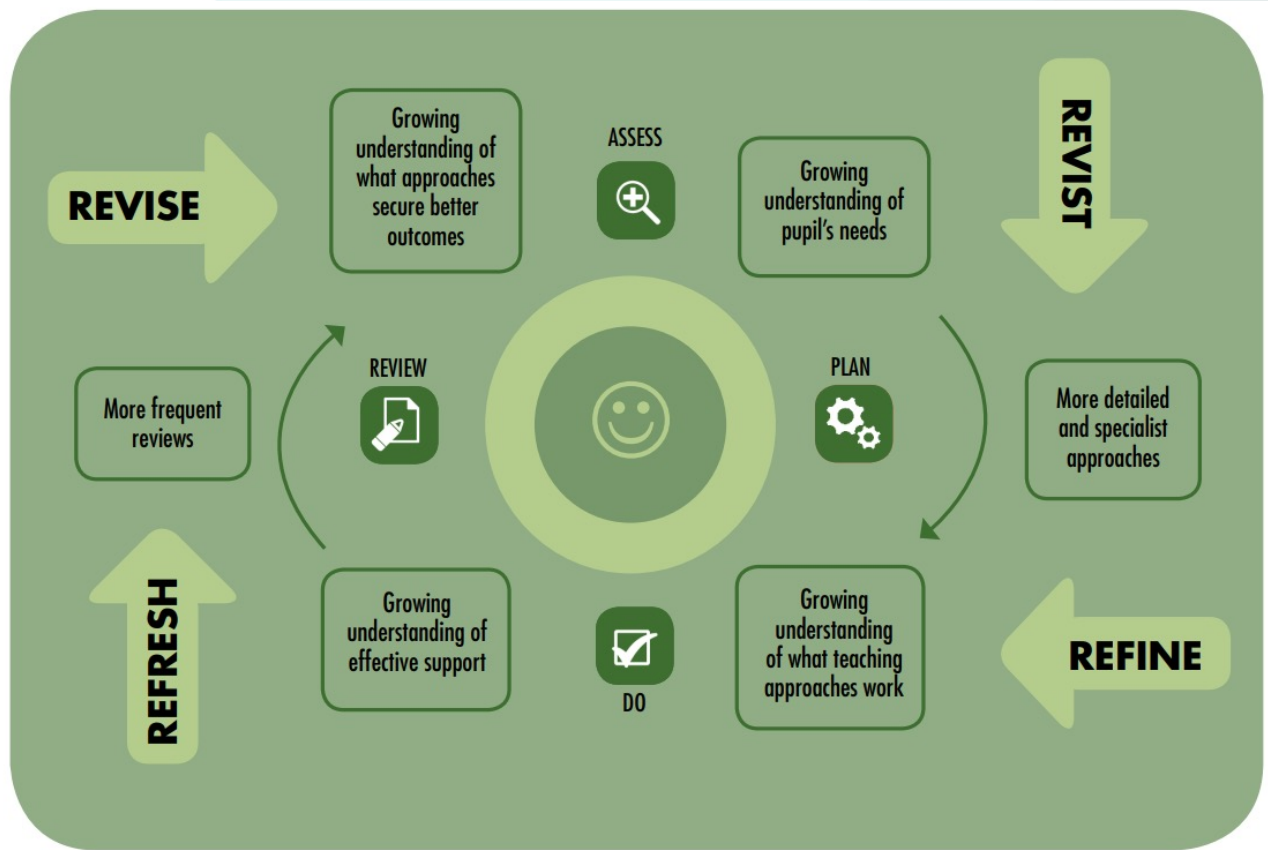 REVISE
Growing
understanding of
what approaches
secure better
outcomes
ASSESS
Growing
understanding of
pupil's needs
REVIST
More frequent
reviews
REVIEW
PLAN
More detailed
and specialist
approaches
REFRESH
Growing
understanding of
effective support
DO
Growing
understanding
of what teaching
approaches work
REFINE